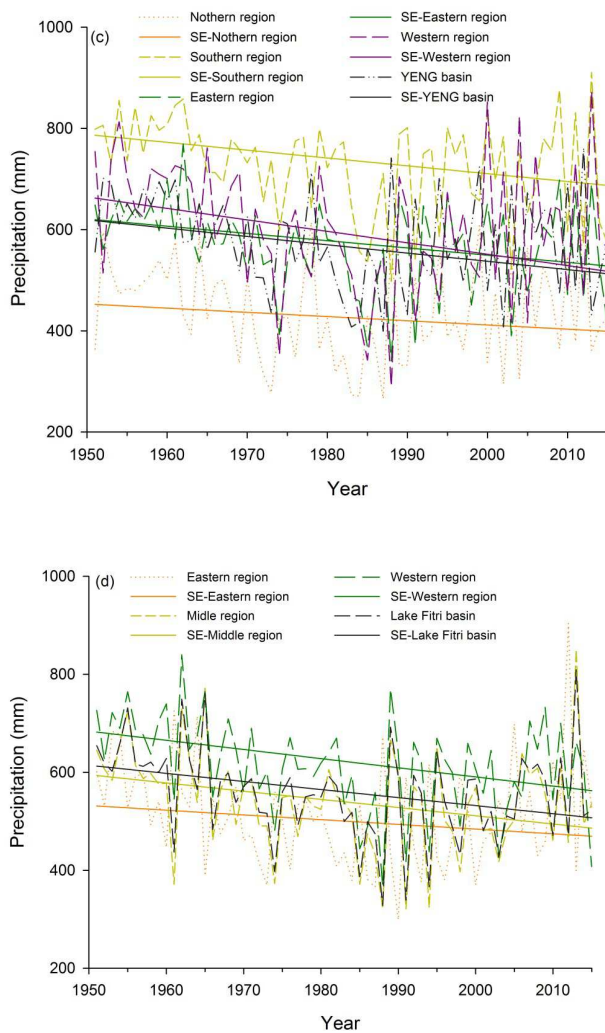 (c)
Nothern region
SE-Nothern region
Southern region
SE-Southern region
Eastern region
SE-Eastern region
Western region
SE-Western region
YENG basin
SE-YENG basin
1000
800
600
400
200
Precipitation (mm)
1950 1960 1970 1980 1990 2000 2010
Year
(d)
Eastern region
SE-Eastern region
Midle region
SE-Middle region
Western region
SE-Western region
Lake Fitri basin
SE-Lake Fitri basin
1000
800
600
400
200
Precipitation (mm)
1950 1960 1970 1980 1990 2000 2010
Year